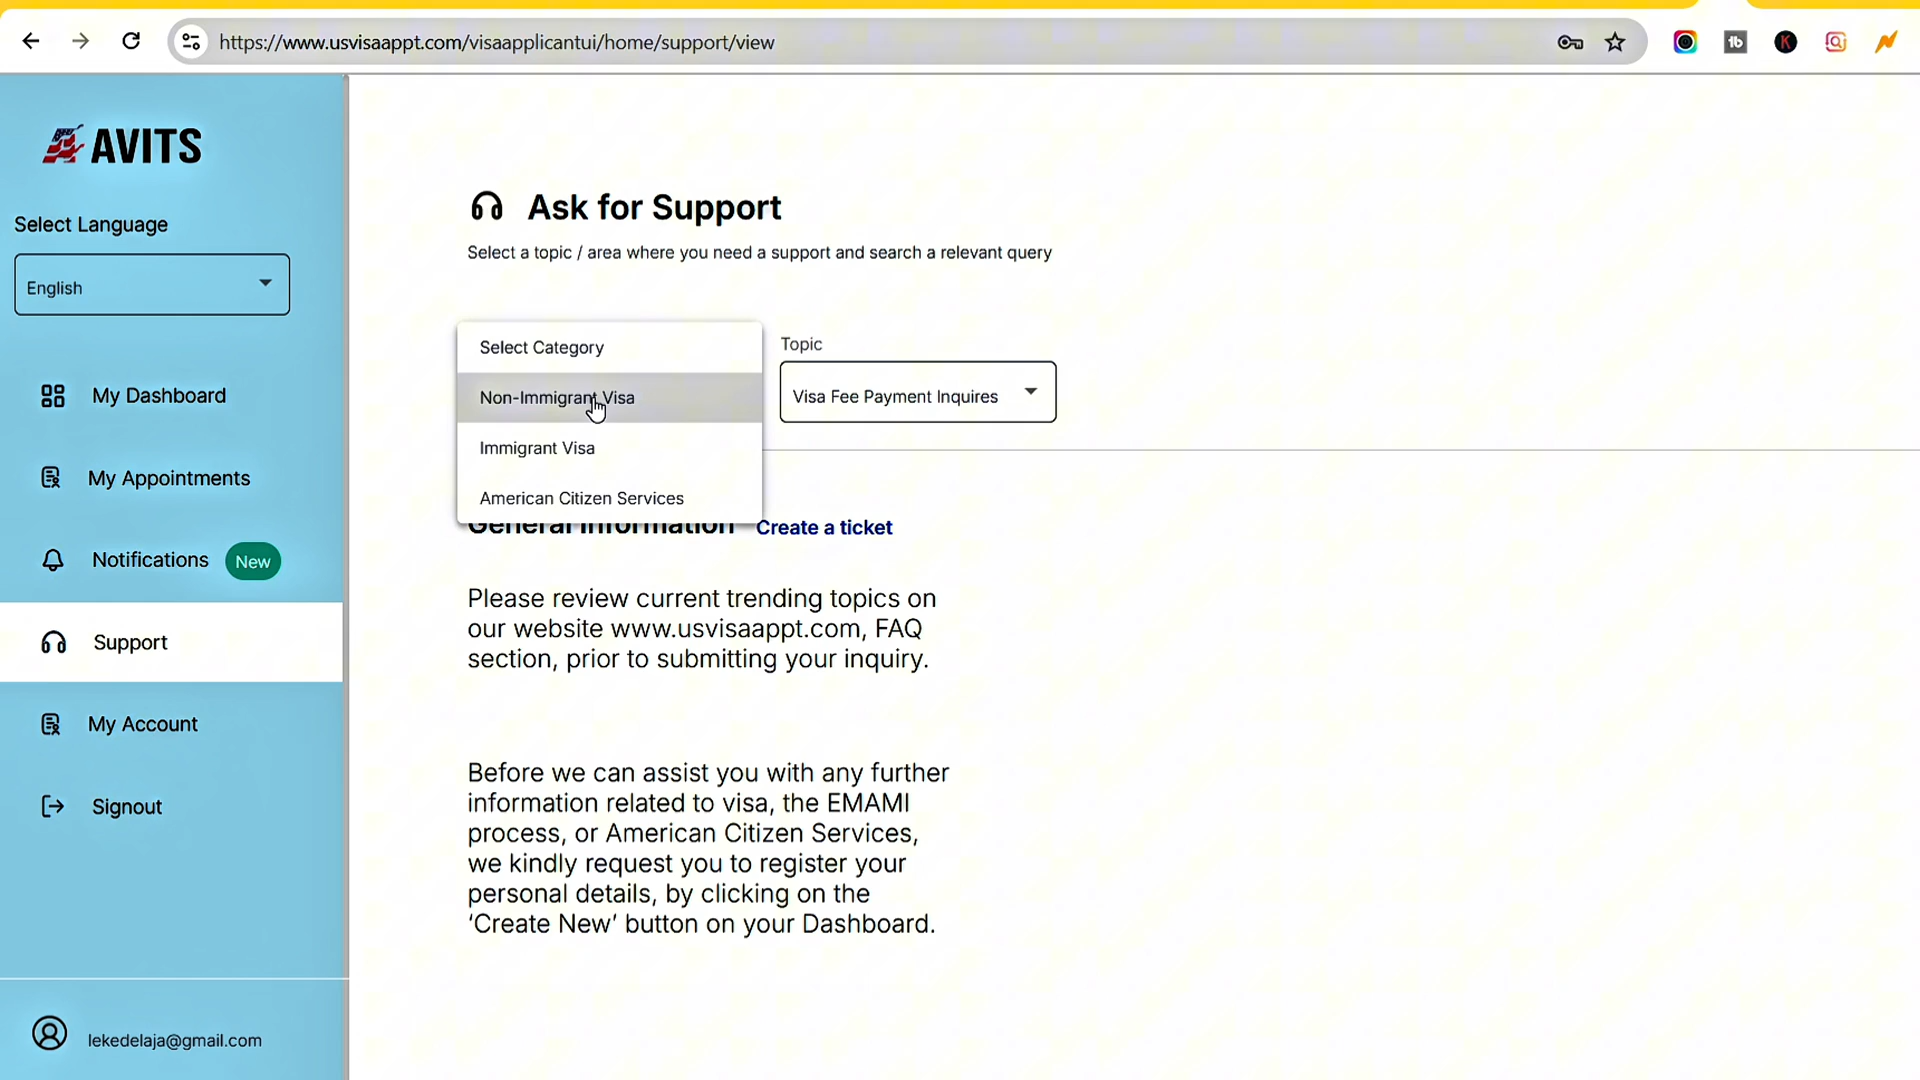 https://www.usvisaappt.com/visaapplicantui/home/support/view
AVITS
Select Language
English
My Dashboard
My Appointments
Notifications New
Support
My Account
Signout
lekedelaja@gmail.com
Ask for Support
Select a topic / area where you need a support and search a relevant query
Select Category
Non-Immigrant Visa
Immigrant Visa
American Citizen Services
Topic
Visa Fee Payment Inquires
General Information Create a ticket
Please review current trending topics on
our website www.usvisaappt.com, FAQ
section, prior to submitting your inquiry.
Before we can assist you with any further
information related to visa, the EMAMI
process, or American Citizen Services,
we kindly request you to register your
personal details, by clicking on the
‘Create New’ button on your Dashboard.